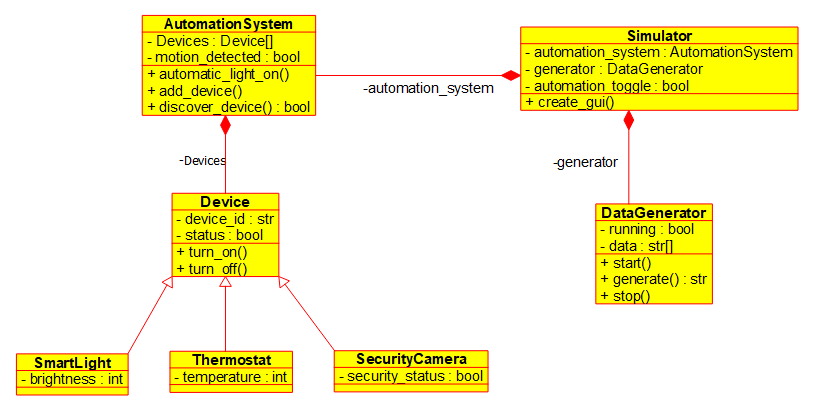 AutomationSystem
- Devices : Device[]
- motion_detected : bool
+ automatic_light_on()
+ add_device()
+ discover_device() : bool
Simulator
- automation_system : AutomationSystem
- generator : DataGenerator
- automation_toggle : bool
+ create_gui()
-automation_system
-Devices
-generator
Device
- device_id : str
- status : bool
+ turn_on()
+ turn_off()
DataGenerator
- running : bool
- data : str[]
+ start()
+ generate() : str
+ stop()
SmartLight
- brightness : int
Thermostat
- temperature : int
SecurityCamera
- security_status : bool